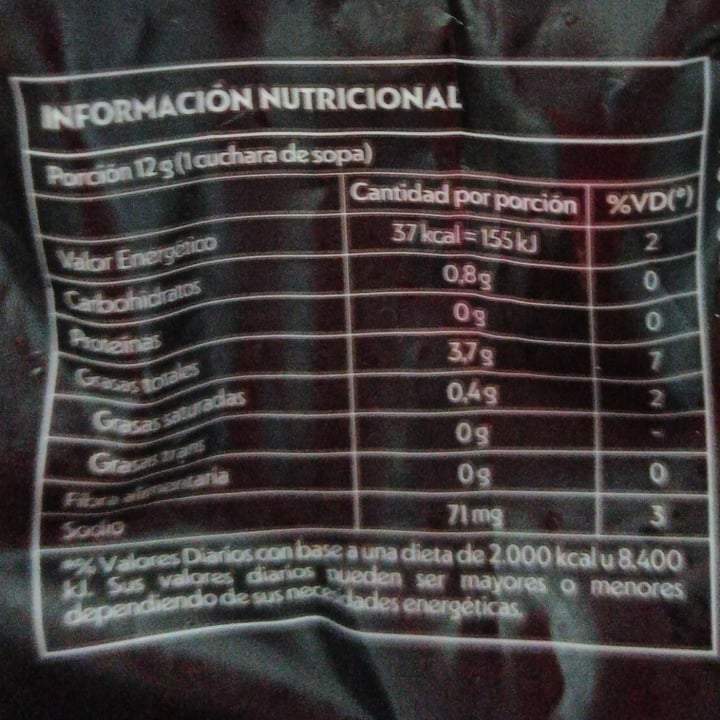 INFORMACIÓN NUTRICIONAL
Porción 12 g (1 cuchara de sopa)
Cantidad por porción %VD(*)
Valor Energético 37 kcal = 155 kJ 2
Carbohidratos 0,8 g 0
Proteínas 0 g 0
Grasas totales 3,7 g 7
Grasas saturadas 0,4 g 2
Grasas trans 0 g -
Fibra alimentaria 0 g 0
Sodio 71 mg 3
*% Valores Diarios con base a una dieta de 2.000 kcal u 8.400
kJ. Sus valores diarios pueden ser mayores o menores
dependiendo de sus necesidades energéticas.